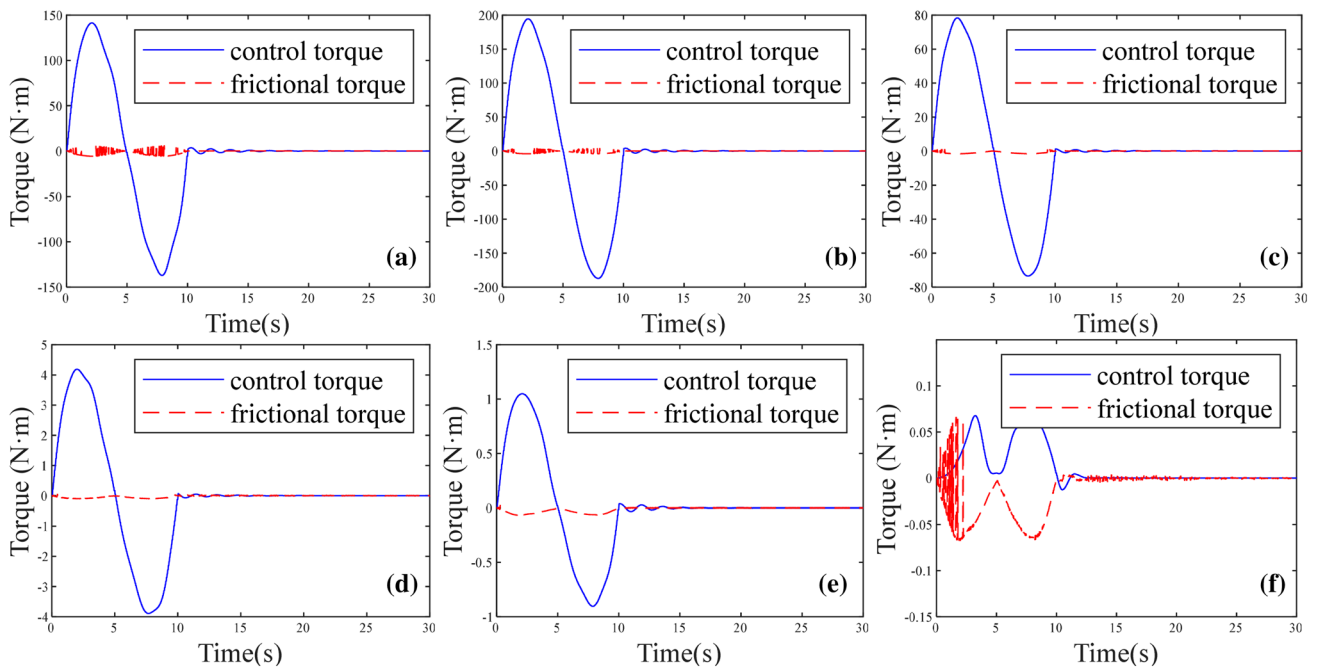 150
100
50
0
-50
-100
-150
0 5 10 15 20 25 30
Torque (N·m)
Time(s)
control torque
frictional torque
(a)
200
150
100
50
0
-50
-100
-150
-200
0 5 10 15 20 25 30
Torque (N·m)
Time(s)
control torque
frictional torque
(b)
80
60
40
20
0
-20
-40
-60
-80
0 5 10 15 20 25 30
Torque (N·m)
Time(s)
control torque
frictional torque
(c)
5
4
3
2
1
0
-1
-2
-3
-4
0 5 10 15 20 25 30
Torque (N·m)
Time(s)
control torque
frictional torque
(d)
1.5
1
0.5
0
-0.5
-1
0 5 10 15 20 25 30
Torque (N·m)
Time(s)
control torque
frictional torque
(e)
0.1
0.05
0
-0.05
-0.1
-0.15
0 5 10 15 20 25 30
Torque (N·m)
Time(s)
control torque
frictional torque
(f)